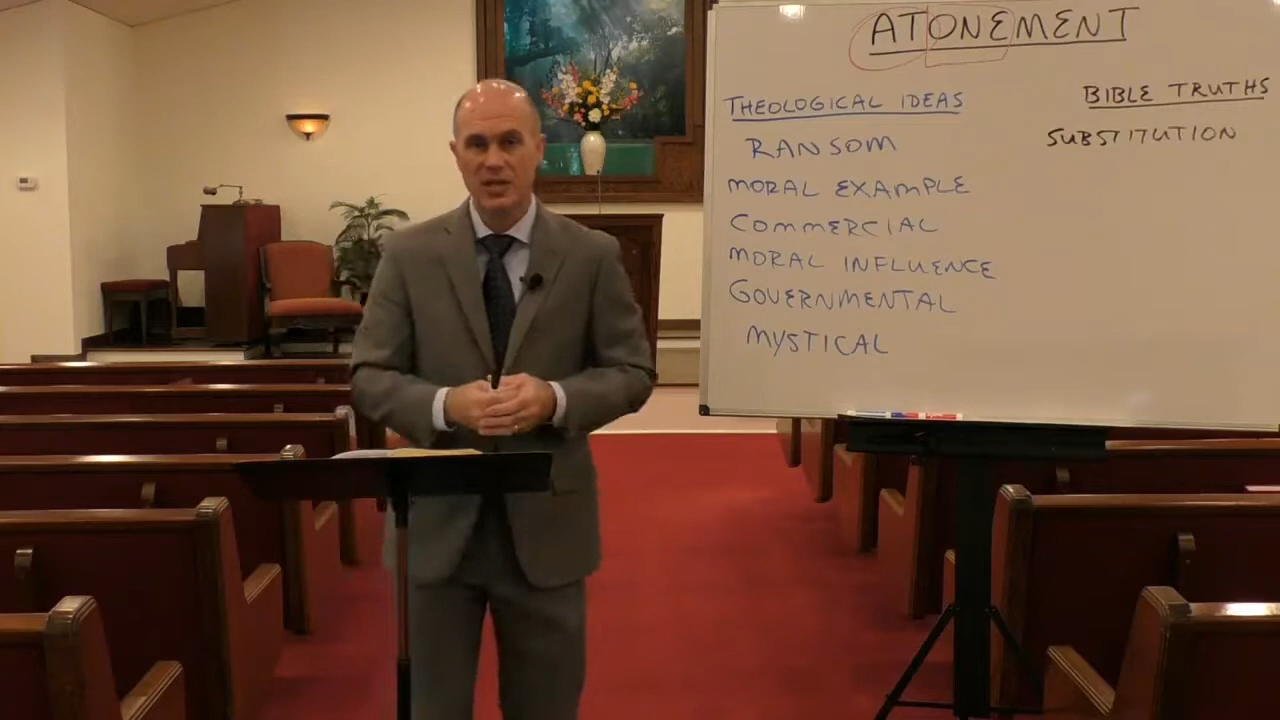 ATONEMENT
THEOLOGICAL IDEAS
RANSOM
MORAL EXAMPLE
COMMERCIAL
MORAL INFLUENCE
GOVERNMENTAL
MYSTICAL
BIBLE TRUTHS
SUBSTITUTION